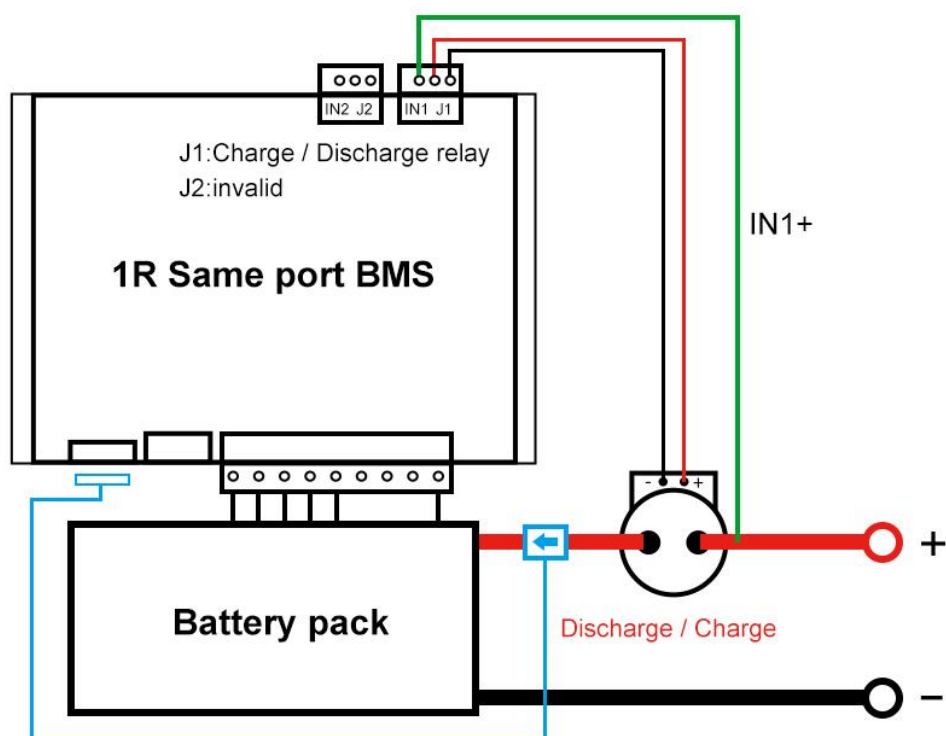 IN2 J2
IN1 J1
J1:Charge / Discharge relay
J2:invalid
IN1+
1R Same port BMS
- +
+
Battery pack
Discharge / Charge
−